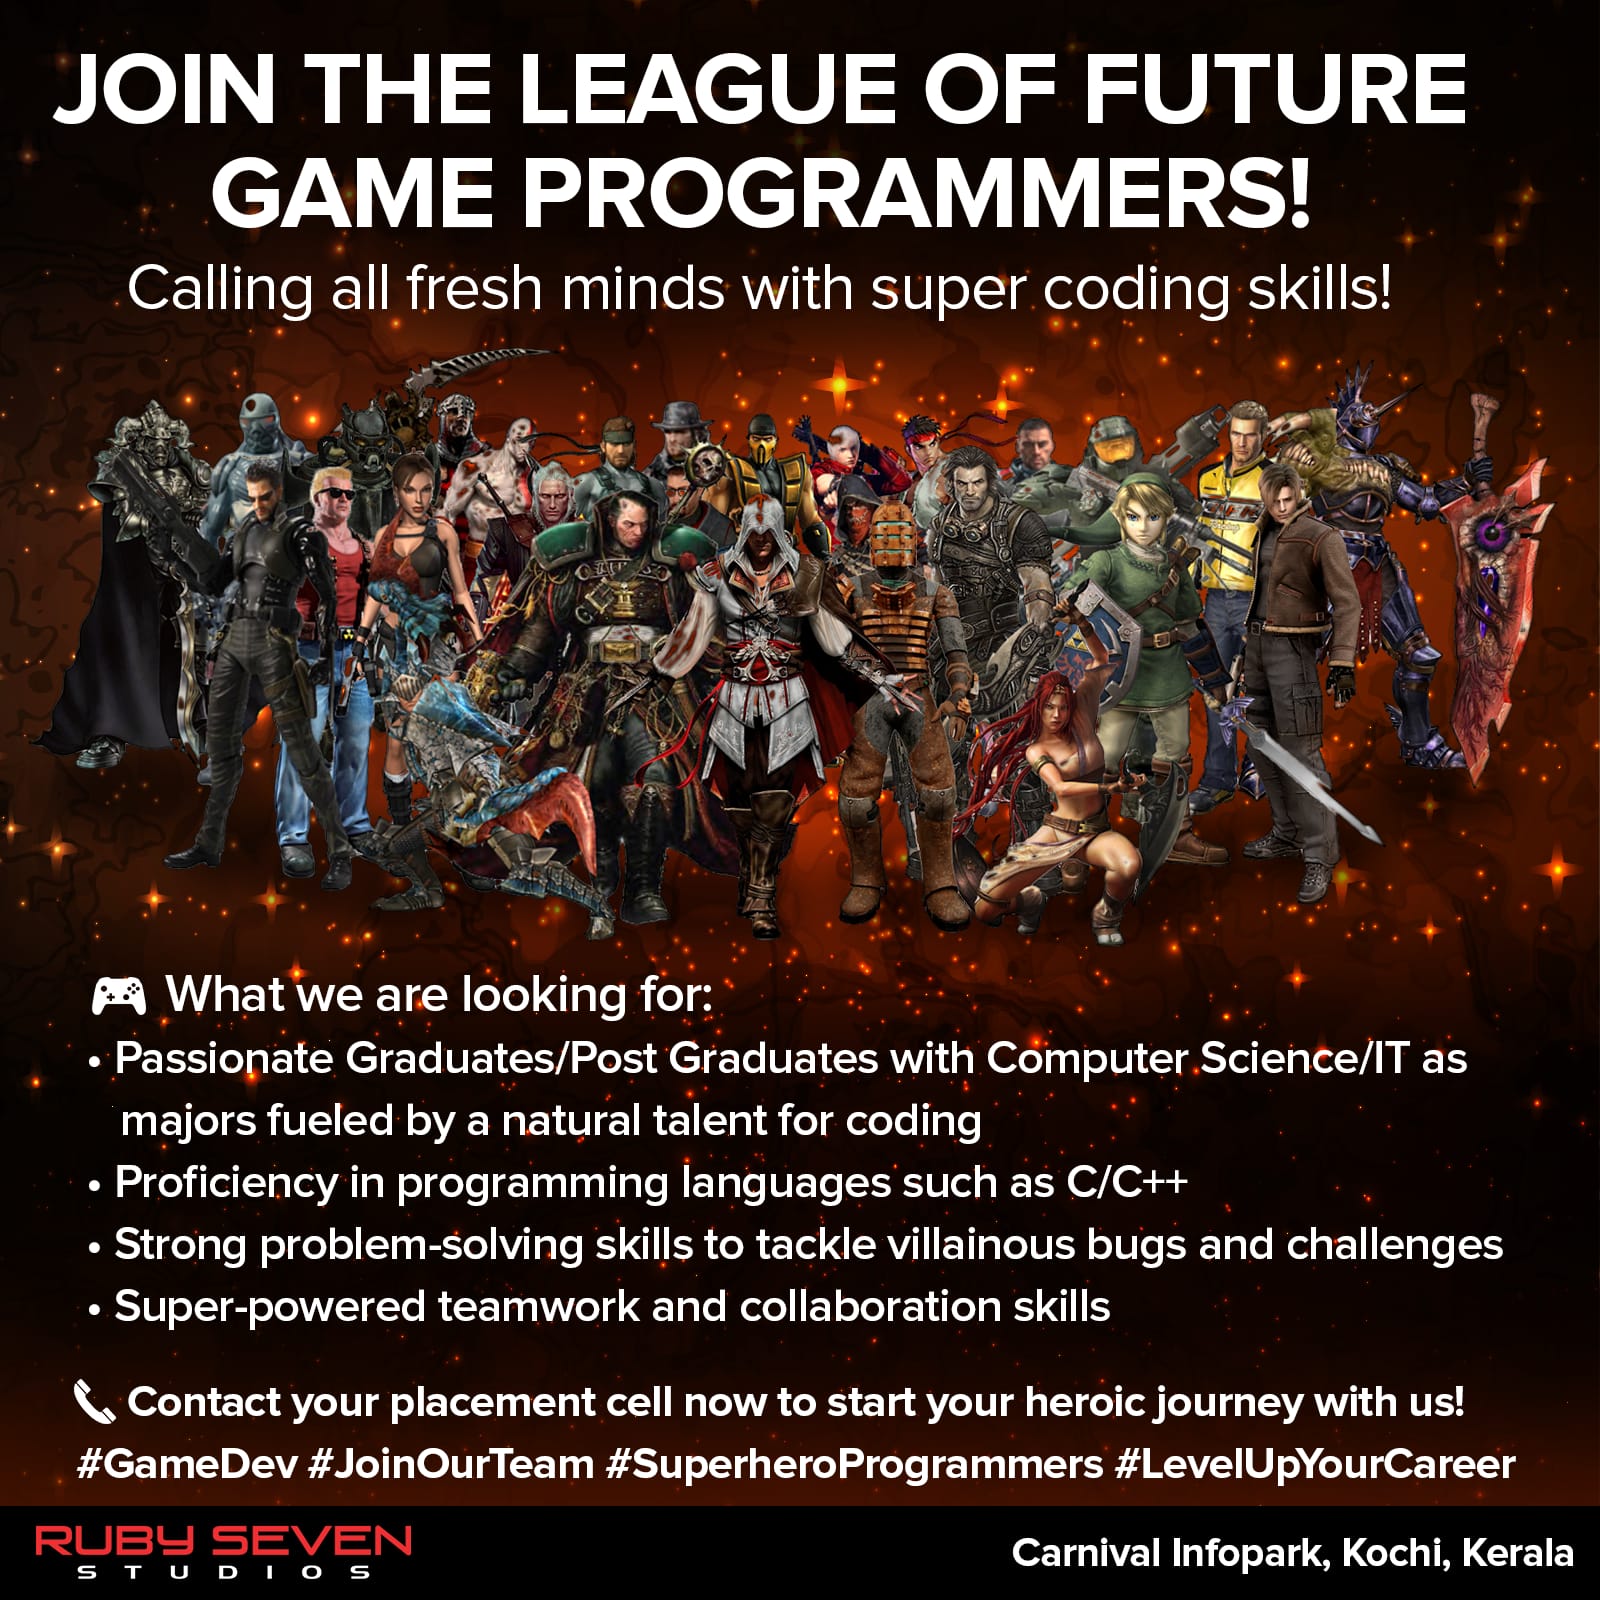 JOIN THE LEAGUE OF FUTURE
GAME PROGRAMMERS!
Calling all fresh minds with super coding skills!
What we are looking for:
• Passionate Graduates/Post Graduates with Computer Science/IT as
majors fueled by a natural talent for coding
• Proficiency in programming languages such as C/C++
• Strong problem-solving skills to tackle villainous bugs and challenges
• Super-powered teamwork and collaboration skills
Contact your placement cell now to start your heroic journey with us!
#GameDev #JoinOurTeam #SuperheroProgrammers #LevelUpYourCareer
RUBY SEVEN
STUDIOS
Carnival Infopark, Kochi, Kerala